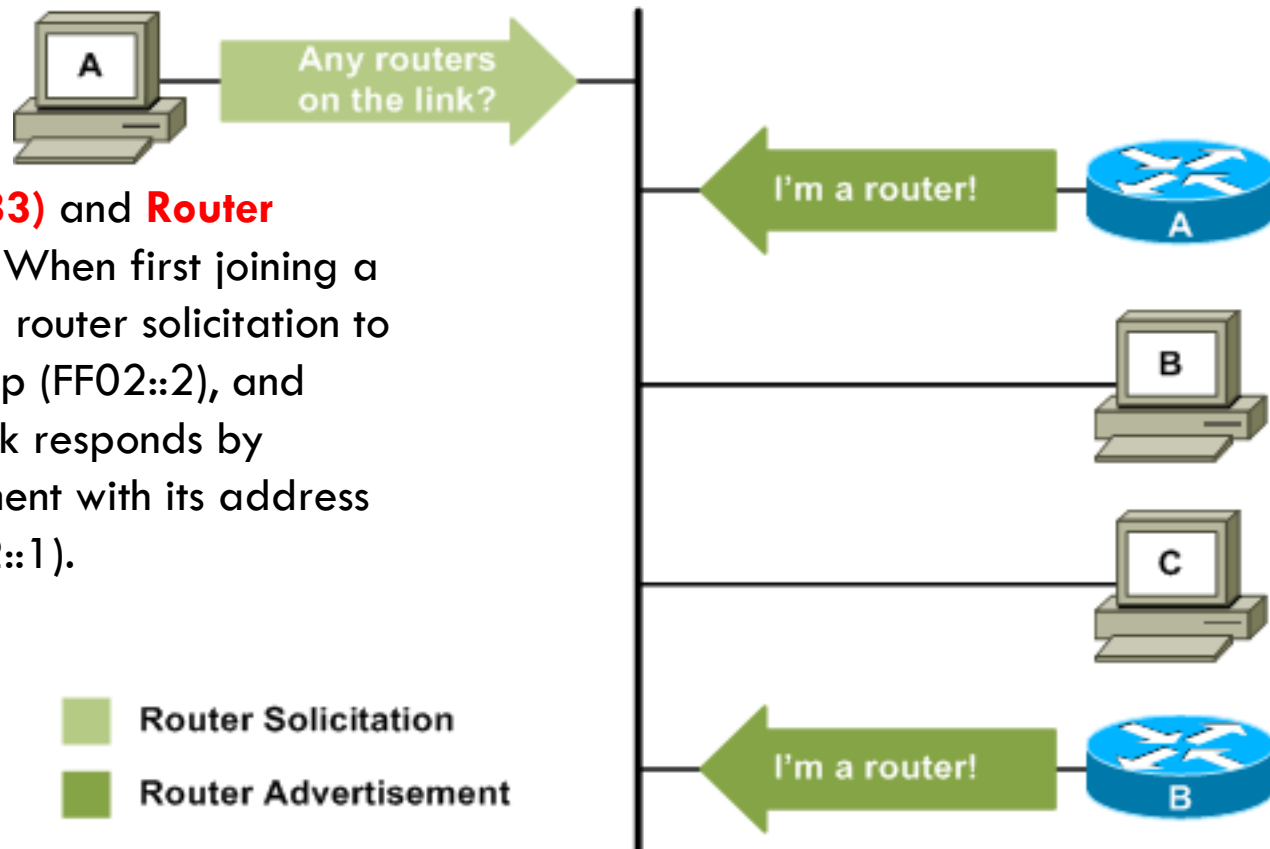 A
Any routers
on the link?
I'm a router!
A
33) and Router
When first joining a
router solicitation to
p (FF02::2), and
B
k responds by
ent with its address
::1).
C
Router Solicitation
Router Advertisement
I'm a router!
B